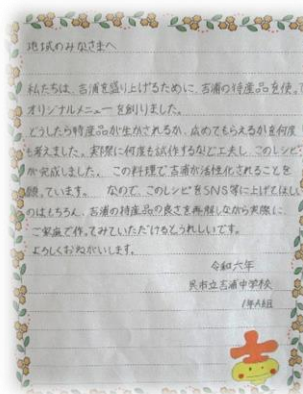 地域のみなさまへ
私たちは、吉浦を盛り上げるために、吉浦の特産品を使って
オリジナルメニューを創りました。
どうしたら特産品が生かされるか、広めてもらえるか何度
も考えました。実際に何度も試作するなど工夫し、このレシピ
が完成しました。この料理で吉浦が活性化されることを
願っています。なので、このレシピをSNS等に上げてほしい
のはもちろん、吉浦の特産品の良さを理解しながら実際に
ご家庭で作ってみていただけるとうれしいです。
よろしくおねがいします。
令和六年
呉市立吉浦中学校
1年A組